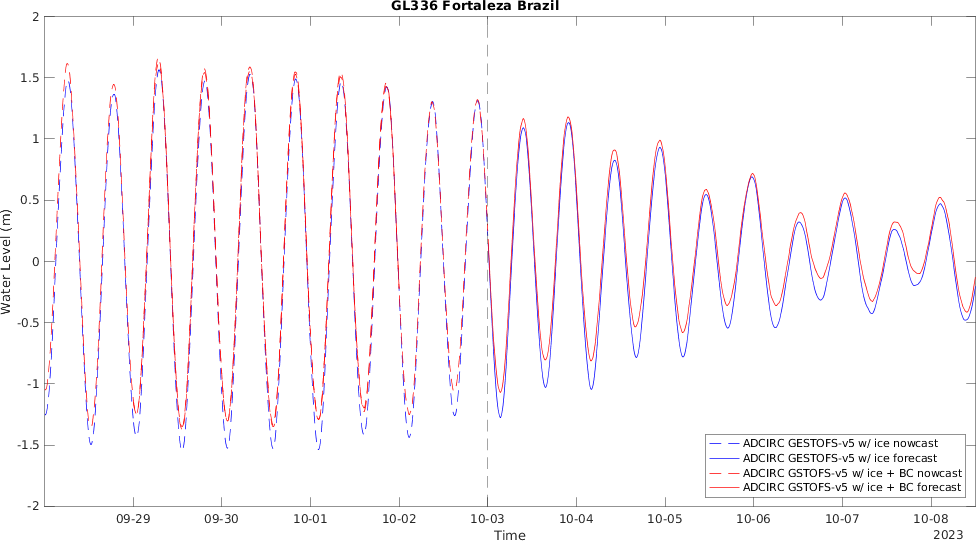 GL336 Fortaleza Brazil
2
1.5
1
0.5
0
-0.5
-1
-1.5
-2
Water Level (m)
ADCIRC GESTOFS-v5 w/ ice nowcast
ADCIRC GESTOFS-v5 w/ ice forecast
ADCIRC GSTOFS-v5 w/ ice + BC nowcast
ADCIRC GSTOFS-v5 w/ ice + BC forecast
09-29 09-30 10-01 10-02 10-03 10-04 10-05 10-06 10-07 10-08
Time
2023